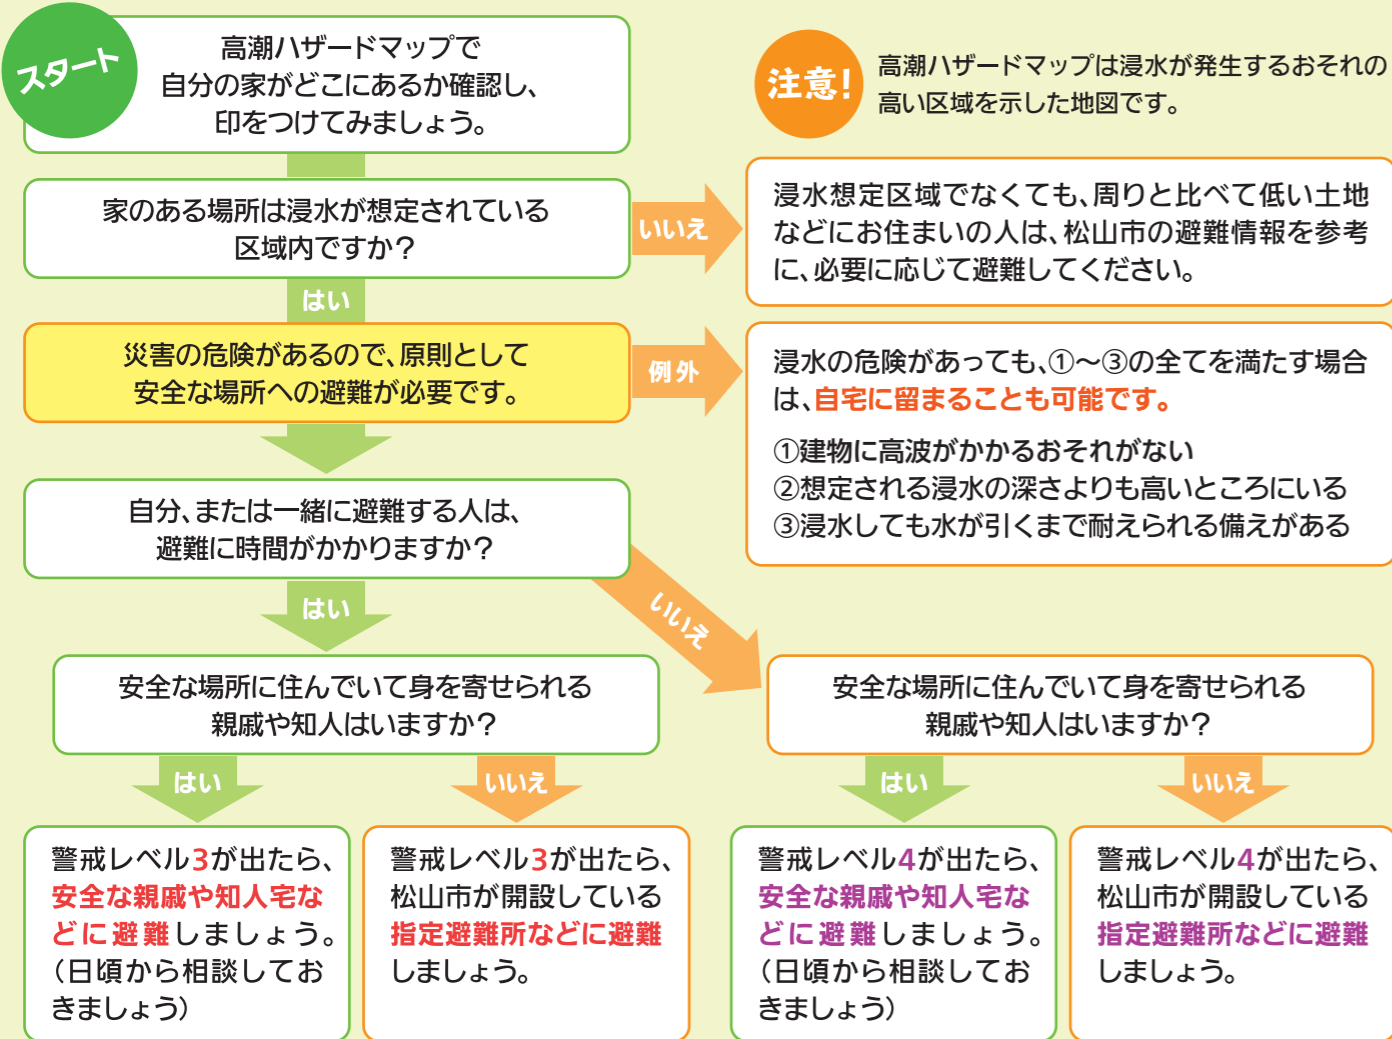 スタート
高潮ハザードマップで
自分の家がどこにあるか確認し、
印をつけてみましょう。
注意!
高潮ハザードマップは浸水が発生するおそれの
高い区域を示した地図です。
家のある場所は浸水が想定されている
区域内ですか？
いいえ
浸水想定区域でなくても、周りと比べて低い土地
などにお住まいの人は、松山市の避難情報を参考
に、必要に応じて避難してください。
はい
災害の危険があるので、原則として
安全な場所への避難が必要です。
例外
浸水の危険があっても、①〜③の全てを満たす場合
は、自宅に留まることも可能です。
①建物に高波がかかるおそれがない
②想定される浸水の深さよりも高いところにいる
③浸水しても水が引くまで耐えられる備えがある
自分、または一緒に避難する人は、
避難に時間がかかりますか？
はい
いいえ
安全な場所に住んでいて身を寄せられる
親戚や知人はいますか？
安全な場所に住んでいて身を寄せられる
親戚や知人はいますか？
はい
いいえ
はい
いいえ
警戒レベル3が出たら、
安全な親戚や知人宅な
どに避難しましょう。
（日頃から相談してお
きましょう）
警戒レベル3が出たら、
松山市が開設している
指定避難所などに避難
しましょう。
警戒レベル4が出たら、
安全な親戚や知人宅な
どに避難しましょう。
（日頃から相談してお
きましょう）
警戒レベル4が出たら、
松山市が開設している
指定避難所などに避難
しましょう。